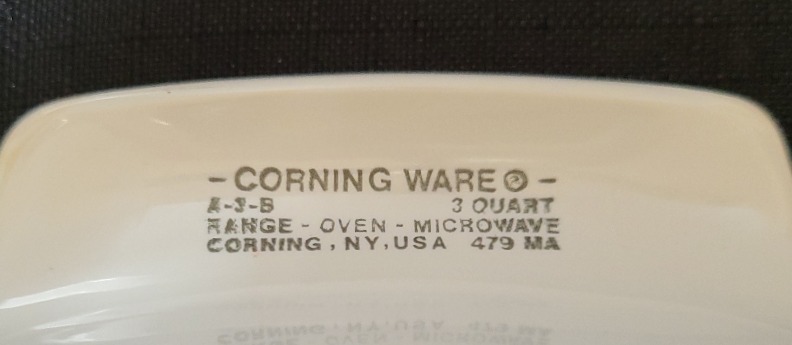 - CORNING WARE ® -
A-3-B 3 QUART
RANGE - OVEN - MICROWAVE
CORNING, NY, USA 479 MA